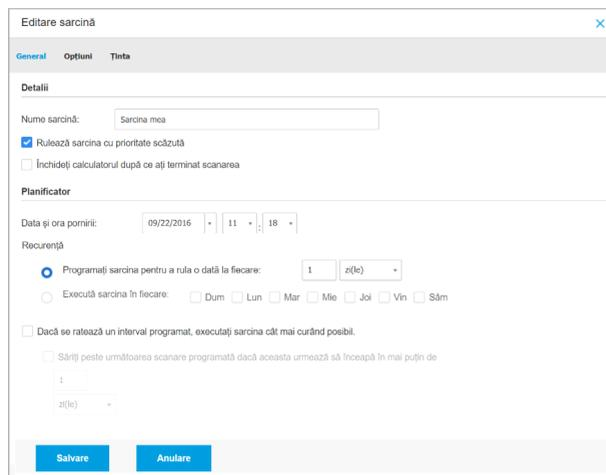 Editare sarcină
General Opțiuni Ținta
Detalii
Nume sarcină: Sarcina mea
Rulează sarcina cu prioritate scăzută
Închideți calculatorul după ce ați terminat scanarea
Planificator
Data și ora pornirii: 09/22/2016 11 : 18
Recurență
Programați sarcina pentru a rula o dată la fiecare: 1 zi(le)
Execută sarcina în fiecare: Dum Lun Mar Mie Joi Vin Sâm
Dacă se ratează un interval programat, executați sarcina cât mai curând posibil.
Săriți peste următoarea scanare programată dacă aceasta urmează să înceapă în mai puțin de
1
zi(le)
Salvare Anulare